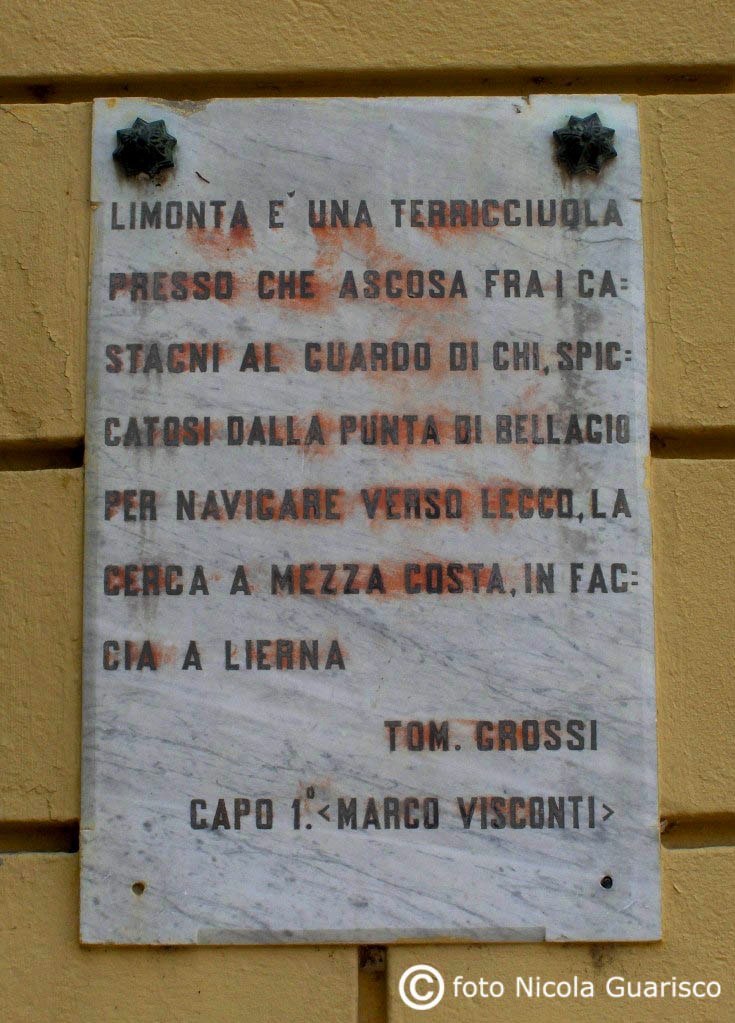 LIMONTA E' UNA TERRICCIUOLA
PRESSO CHE ASCOSA FRA I CA=
STAGNI AL GUARDO DI CHI, SPIC=
CATOSI DALLA PUNTA DI BELLAGIO
PER NAVIGARE VERSO LECCO, LA
CERCA A MEZZA COSTA, IN FAC=
CIA A LIERNA
TOM. GROSSI
CAPO 1.º <MARCO VISCONTI>
© foto Nicola Guarisco